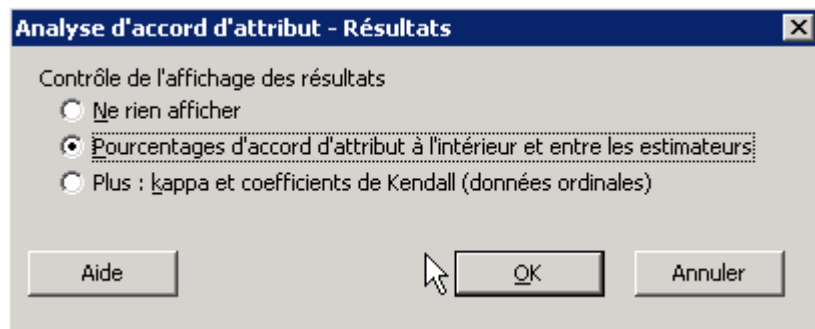 Analyse d'accord d'attribut - Résultats
Contrôle de l'affichage des résultats
Ne rien afficher
Pourcentages d'accord d'attribut à l'intérieur et entre les estimateurs
Plus : kappa et coefficients de Kendall (données ordinales)
Aide
OK
Annuler